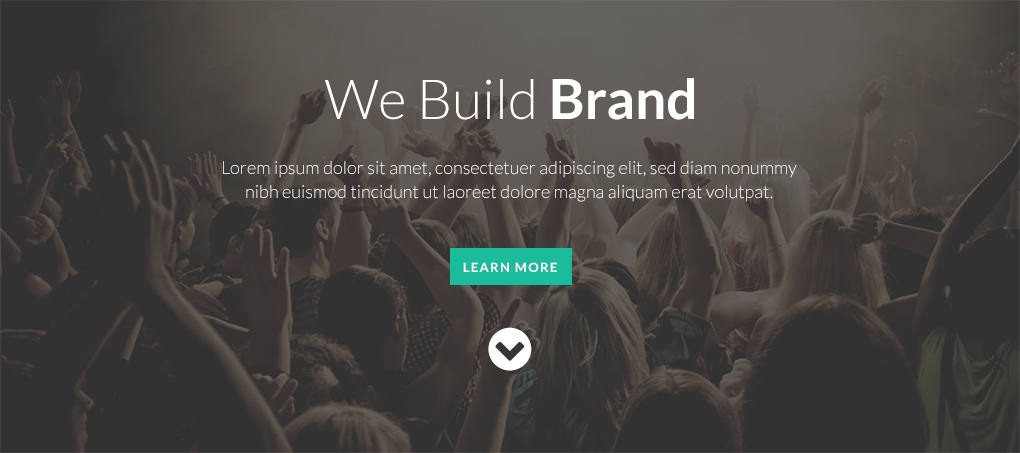 We Build Brand
Lorem ipsum dolor sit amet, consectetuer adipiscing elit, sed diam nonummy
nibh euismod tincidunt ut laoreet dolore magna aliquam erat volutpat.
LEARN MORE